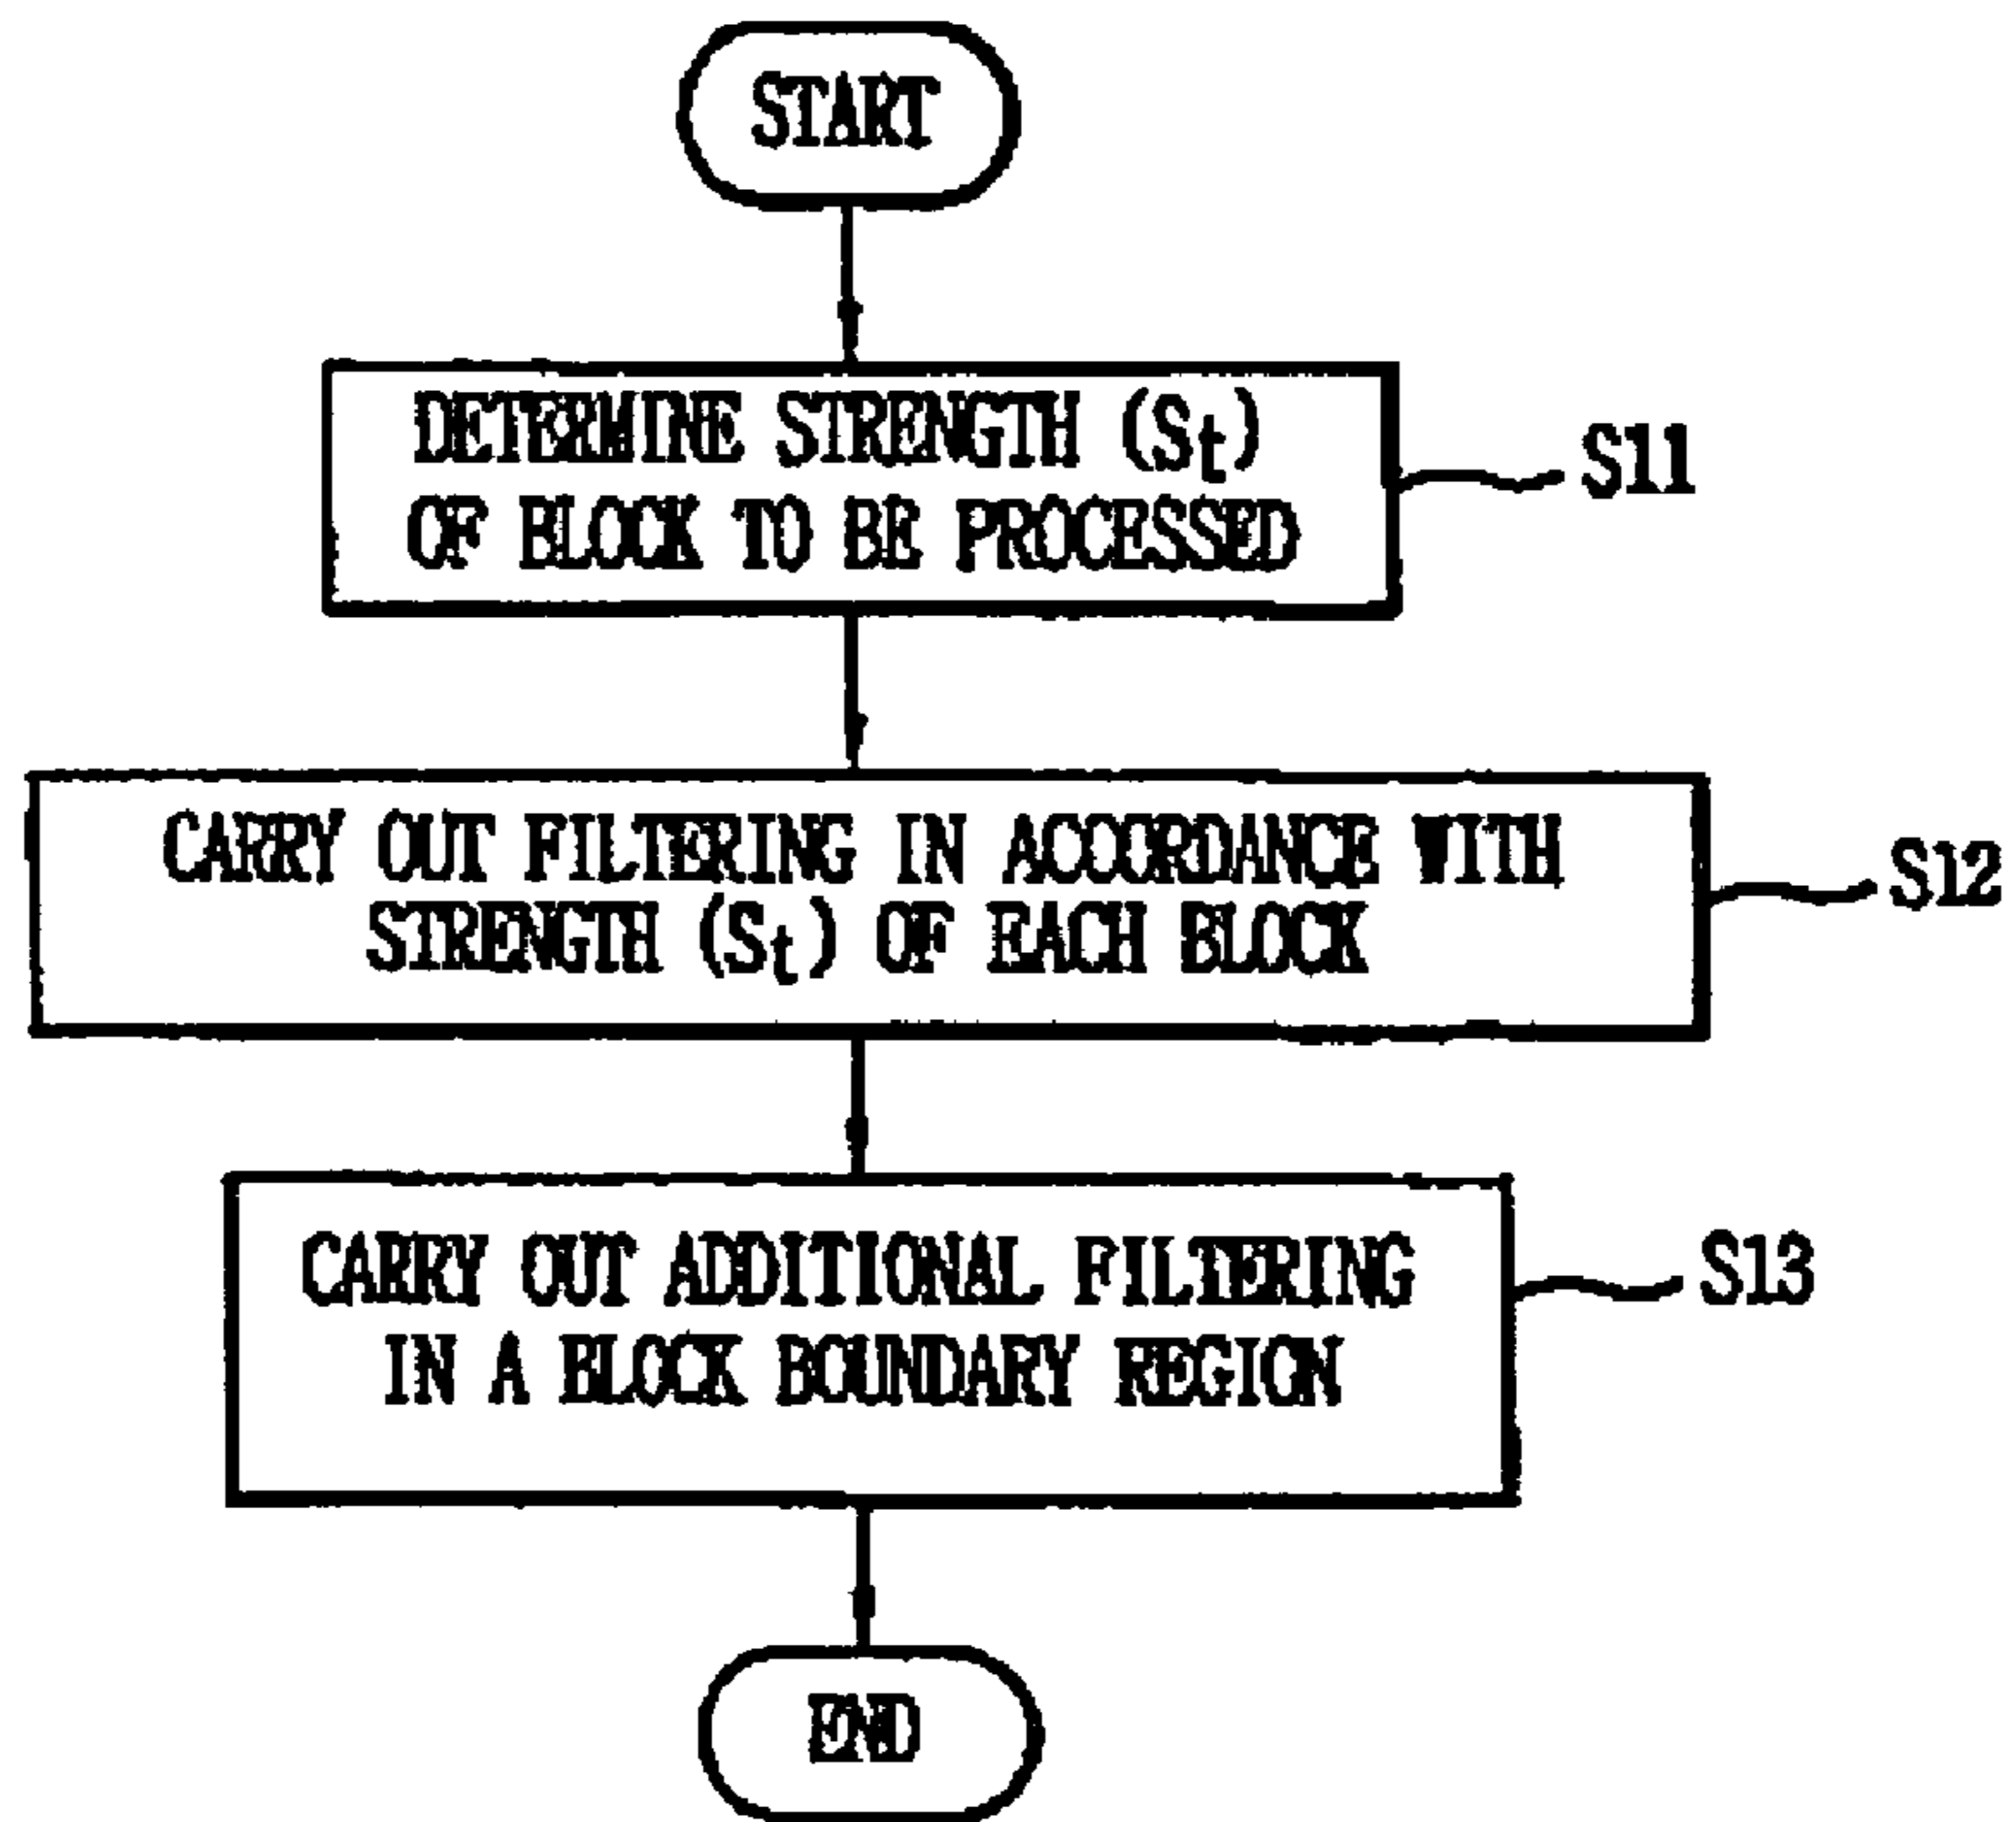 START
DETERMINE STRENGTH (St)
OF BLOCK TO BE PROCESSED
S11
CARRY OUT FILTERING IN ACCORDANCE WITH
STRENGTH (St) OF EACH BLOCK
S12
CARRY OUT ADDITIONAL FILTERING
IN A BLOCK BOUNDARY REGION
S13
END